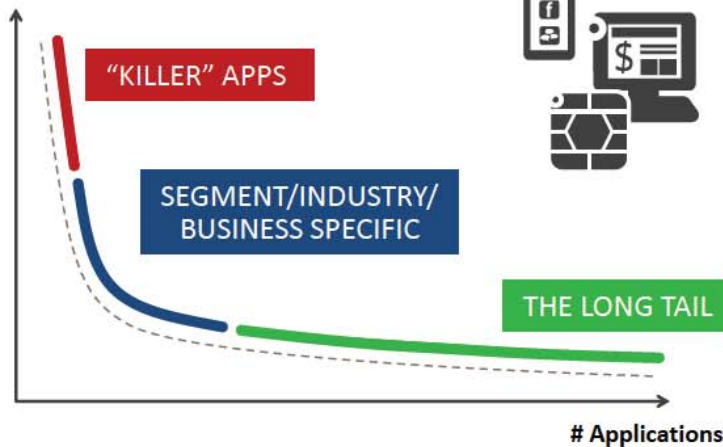 f
$
“KILLER” APPS
SEGMENT/INDUSTRY/
BUSINESS SPECIFIC
THE LONG TAIL
# Applications